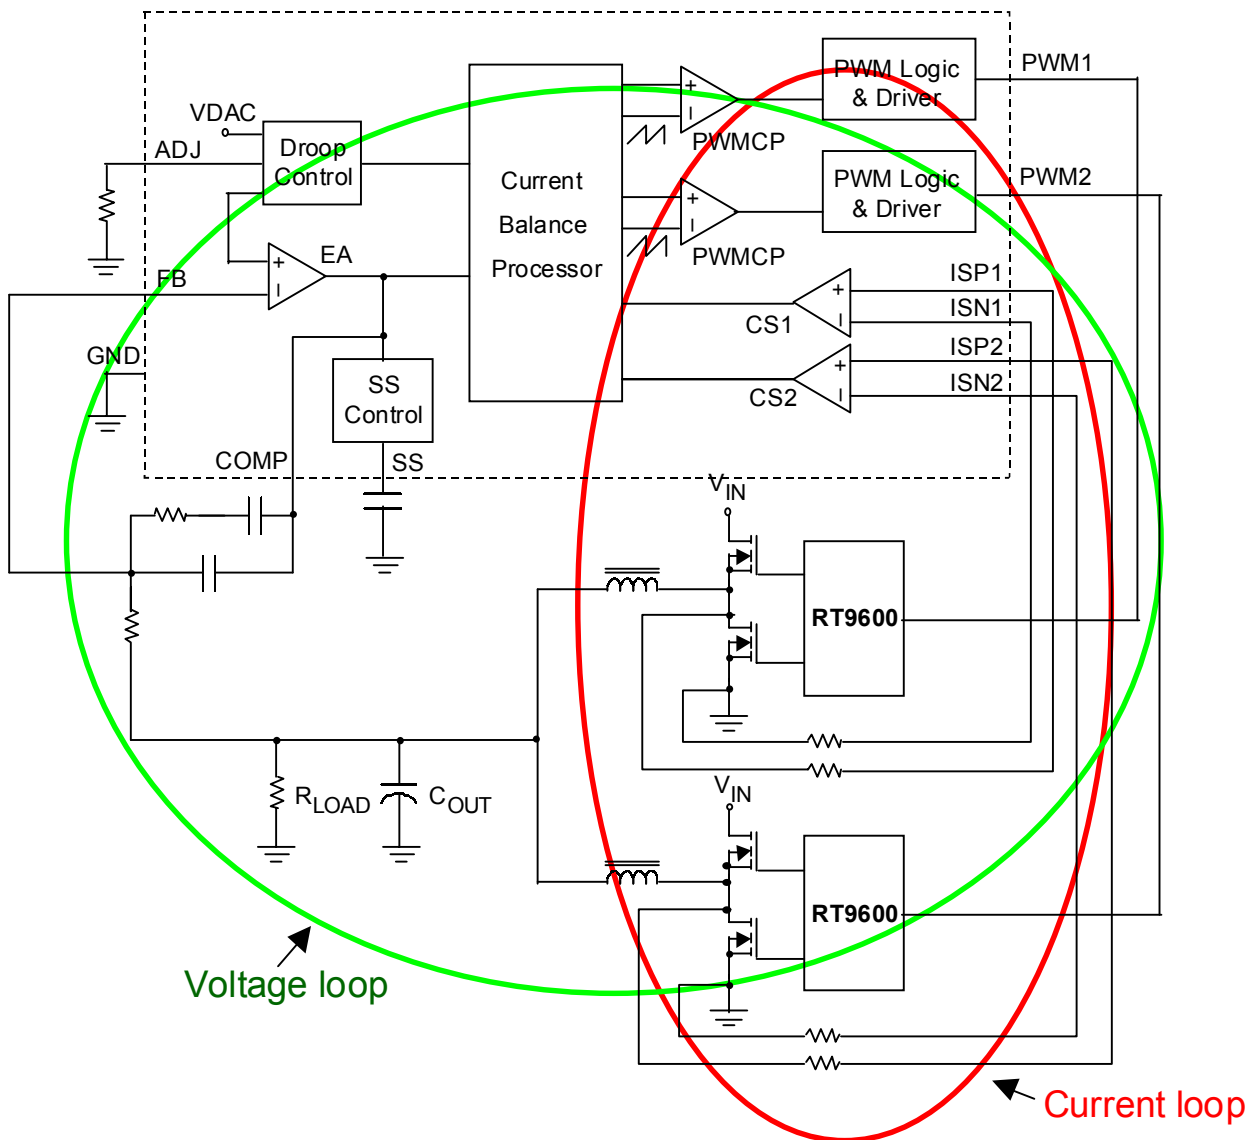 PWM Logic
& Driver
PWM1
VDAC
ADJ
Droop
Control
PWMCP
Current
Balance
Processor
PWM Logic
& Driver
PWM2
PWMCP
EA
FB
ISP1
ISN1
CS1
GND
ISP2
ISN2
CS2
SS
Control
COMP
SS
VIN
RT9600
RLOAD
COUT
VIN
RT9600
Voltage loop
Current loop